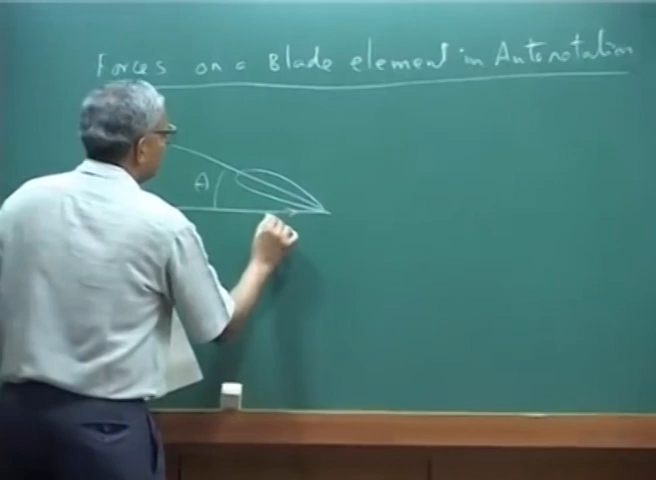 Forces on a Blade element in Autorotation
θ